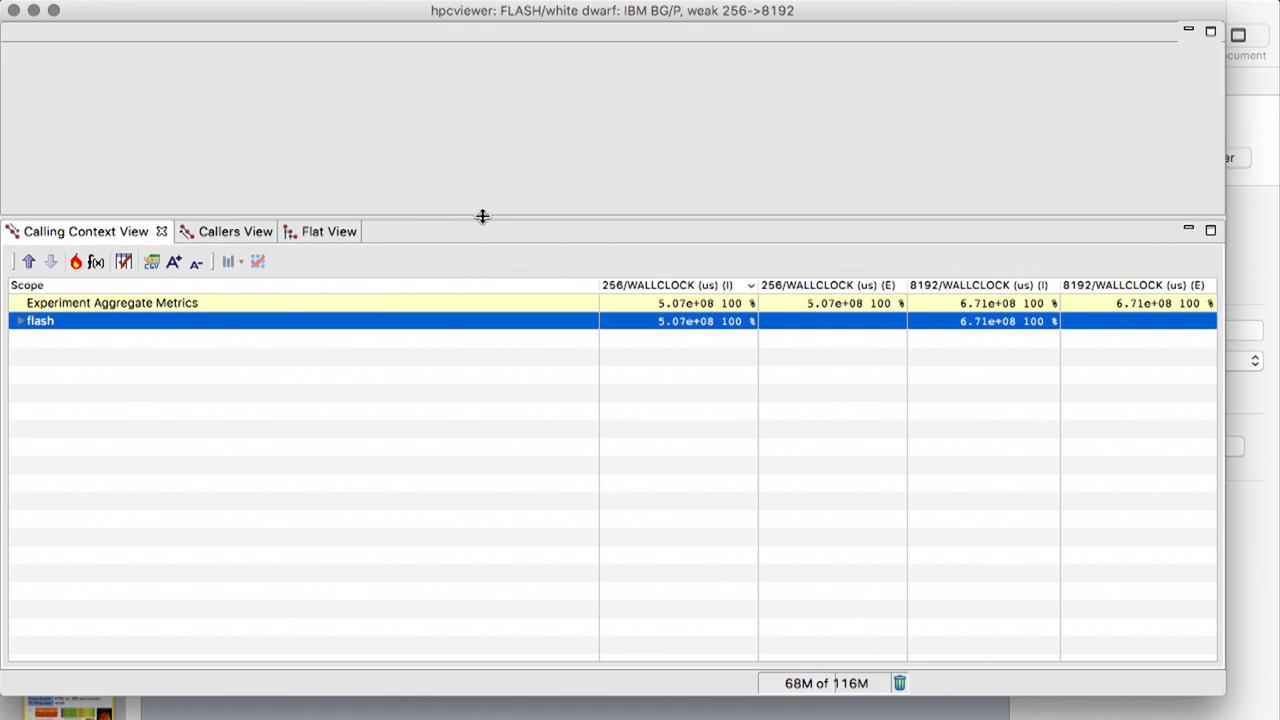 hpcviewer: FLASH/white dwarf: IBM BG/P, weak 256->8192
cument
er
Calling Context View Callers View Flat View
f(x) A+ A-
Scope 256/WALLCLOCK (us) (I) 256/WALLCLOCK (us) (E) 8192/WALLCLOCK (us) (I) 8192/WALLCLOCK (us) (E)
Experiment Aggregate Metrics 5.07e+08 100 % 5.07e+08 100 % 6.71e+08 100 % 6.71e+08 100 %
flash 5.07e+08 100 % 6.71e+08 100 %
68M of 116M